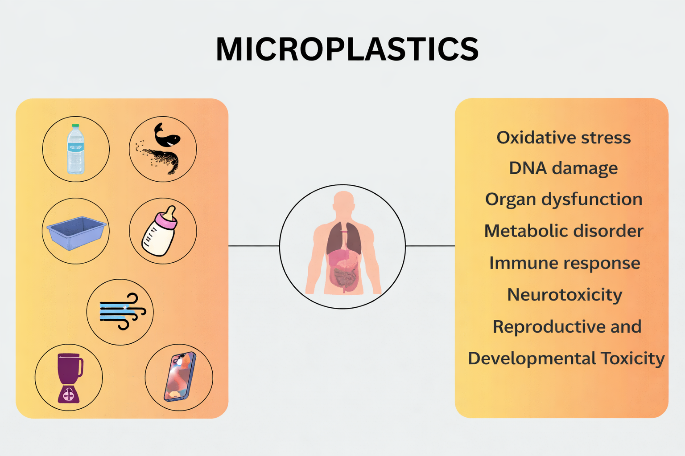 MICROPLASTICS
Oxidative stress
DNA damage
Organ dysfunction
Metabolic disorder
Immune response
Neurotoxicity
Reproductive and
Developmental Toxicity